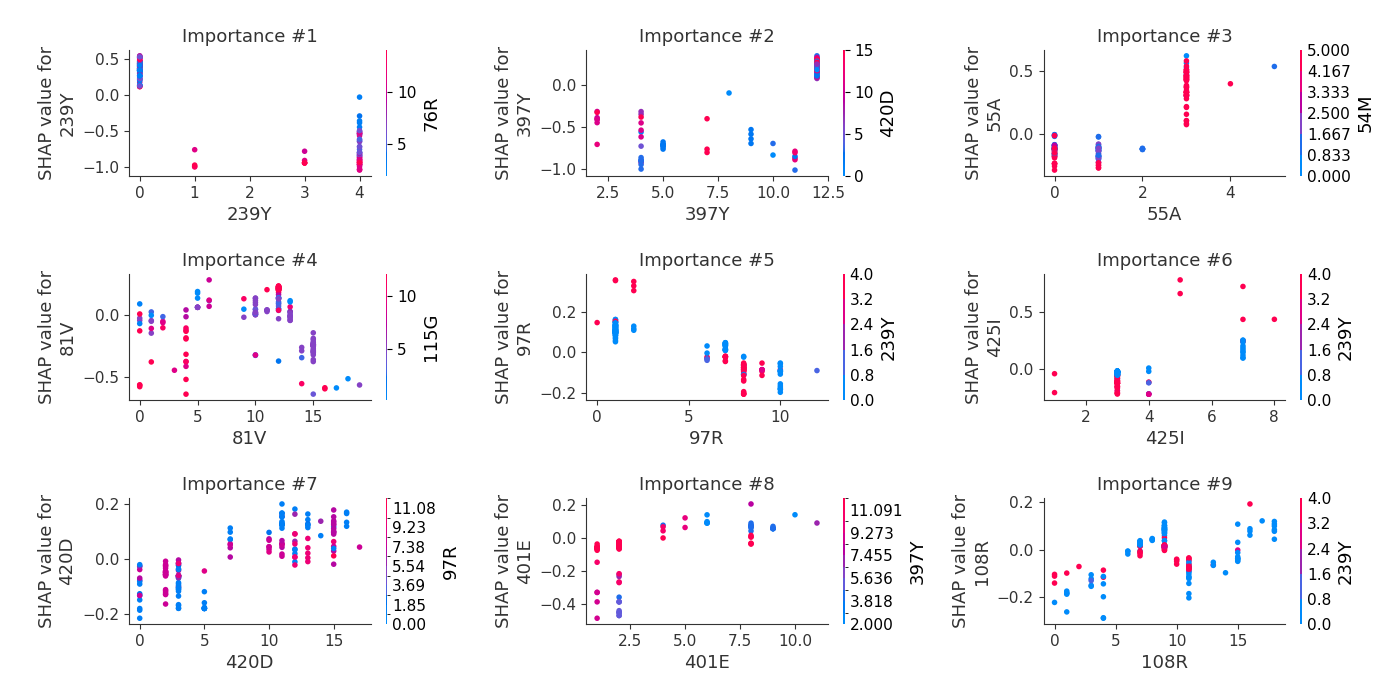 Importance #1
SHAP value for
239Y
0.5
0.0
−0.5
−1.0
0
1
2
3
4
239Y
10
5
76R
Importance #2
SHAP value for
397Y
0.0
−0.5
−1.0
2.5
5.0
7.5
10.0
12.5
397Y
15
10
5
0
420D
Importance #3
SHAP value for
55A
0.5
0.0
0
2
4
55A
5.000
4.167
3.333
2.500
1.667
0.833
0.000
54M
Importance #4
SHAP value for
81V
0.0
−0.5
0
5
10
15
81V
10
5
115G
Importance #5
SHAP value for
97R
0.2
0.0
−0.2
0
5
10
97R
4.0
3.2
2.4
1.6
0.8
0.0
239Y
Importance #6
SHAP value for
425I
0.5
0.0
2
4
6
8
425I
4.0
3.2
2.4
1.6
0.8
0.0
239Y
Importance #7
SHAP value for
420D
0.2
0.0
−0.2
0
5
10
15
420D
11.08
9.23
7.38
5.54
3.69
1.85
0.00
97R
Importance #8
SHAP value for
401E
0.2
0.0
−0.2
−0.4
2.5
5.0
7.5
10.0
401E
11.091
9.273
7.455
5.636
3.818
2.000
397Y
Importance #9
SHAP value for
108R
0.2
0.0
−0.2
0
5
10
15
108R
4.0
3.2
2.4
1.6
0.8
0.0
239Y